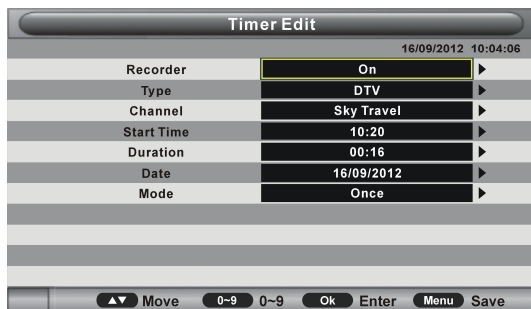 Timer Edit
16/09/2012 10:04:06
Recorder On
Type DTV
Channel Sky Travel
Start Time 10:20
Duration 00:16
Date 16/09/2012
Mode Once
Move 0~9 0~9 Ok Enter Menu Save